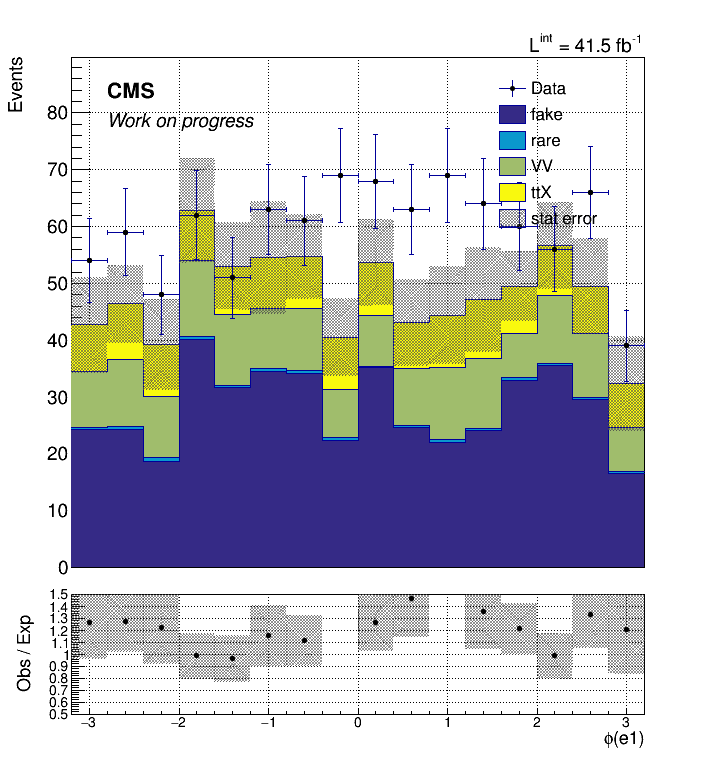 L^int = 41.5 fb^-1
Events
CMS
Work on progress
Data
fake
rare
VV
ttX
stat error
80
70
60
50
40
30
20
10
0
Obs / Exp
1.5
1.4
1.3
1.2
1.1
1
0.9
0.8
0.7
0.6
0.5
−3 −2 −1 0 1 2 3
ϕ(e1)